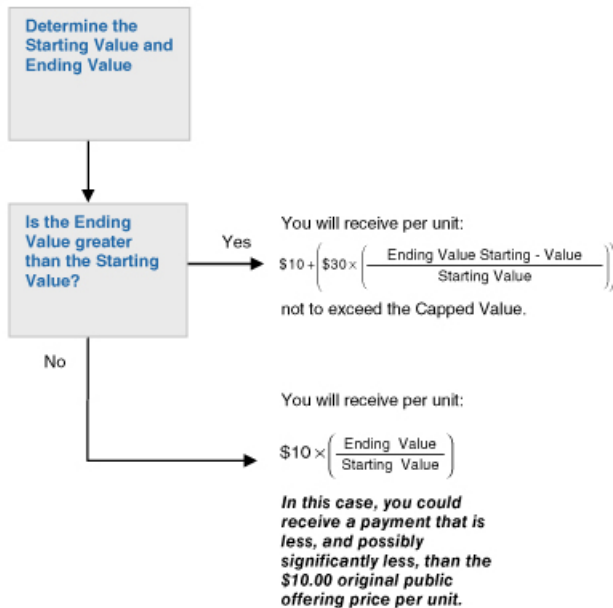 Determine the
Starting Value and
Ending Value
Is the Ending
Value greater
than the Starting
Value?
Yes
You will receive per unit:
$10+($30×(Ending Value Starting - Value
Starting Value))
not to exceed the Capped Value.
No
You will receive per unit:
$10×(Ending Value
Starting Value)
In this case, you could
receive a payment that is
less, and possibly
significantly less, than the
$10.00 original public
offering price per unit.